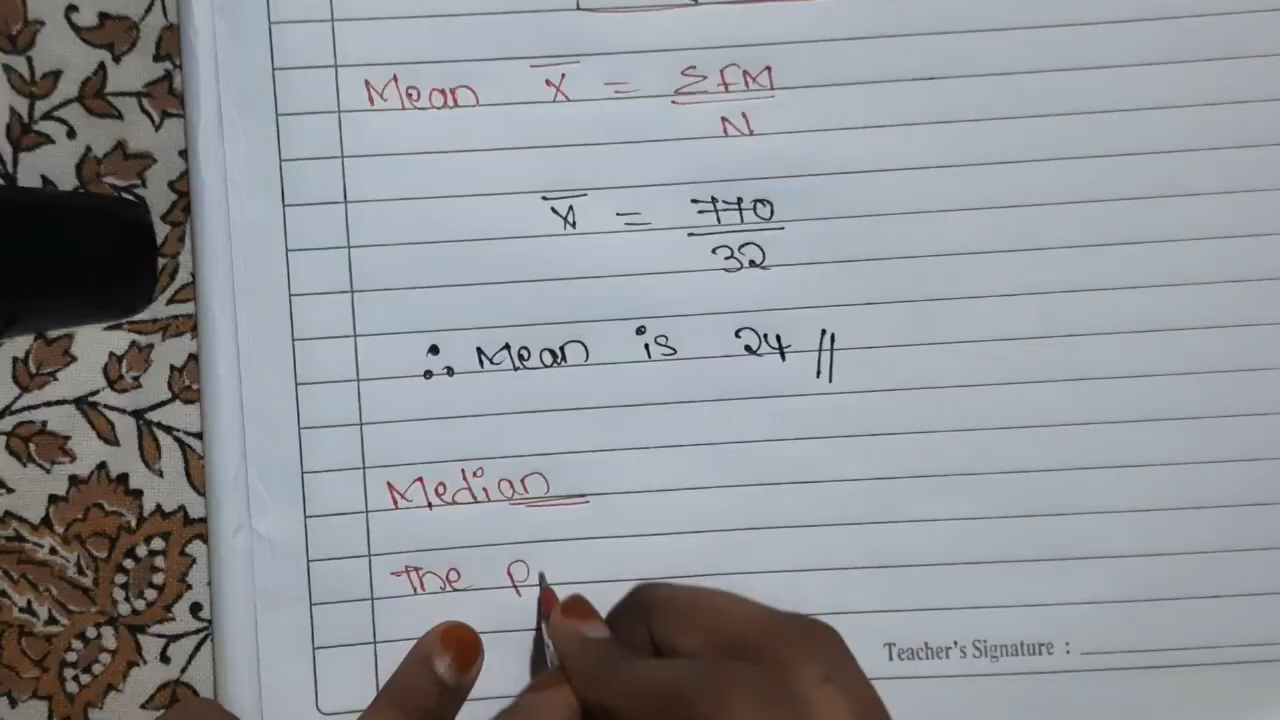 Mean X̅ = ΣfM
N
X̅ = 770
32
∴ Mean is 24 //
Median
The P
Teacher's Signature :